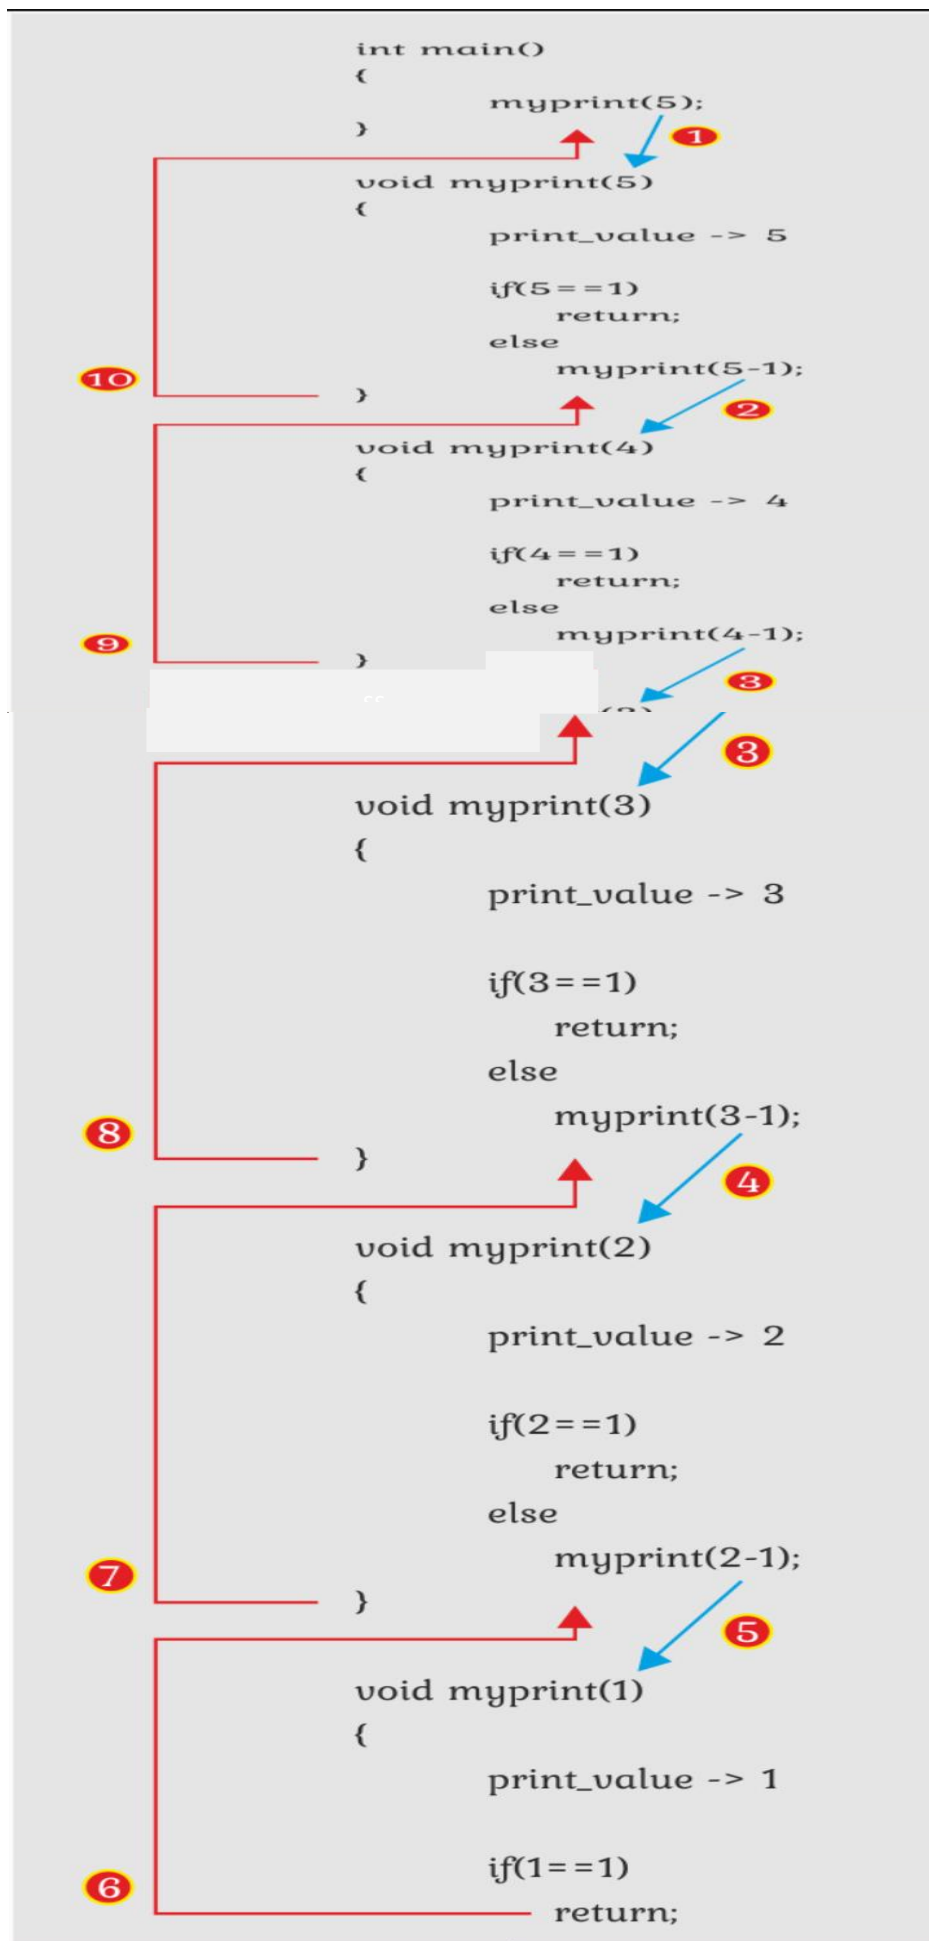 int main()
{
myprint(5);
}
1
void myprint(5)
{
print_value -> 5
if(5==1)
return;
else
myprint(5-1);
10
}
2
void myprint(4)
{
print_value -> 4
if(4==1)
return;
else
myprint(4-1);
9
}
3
3
void myprint(3)
{
print_value -> 3
if(3==1)
return;
else
myprint(3-1);
8
}
4
void myprint(2)
{
print_value -> 2
if(2==1)
return;
else
myprint(2-1);
7
}
5
void myprint(1)
{
print_value -> 1
if(1==1)
6
return;